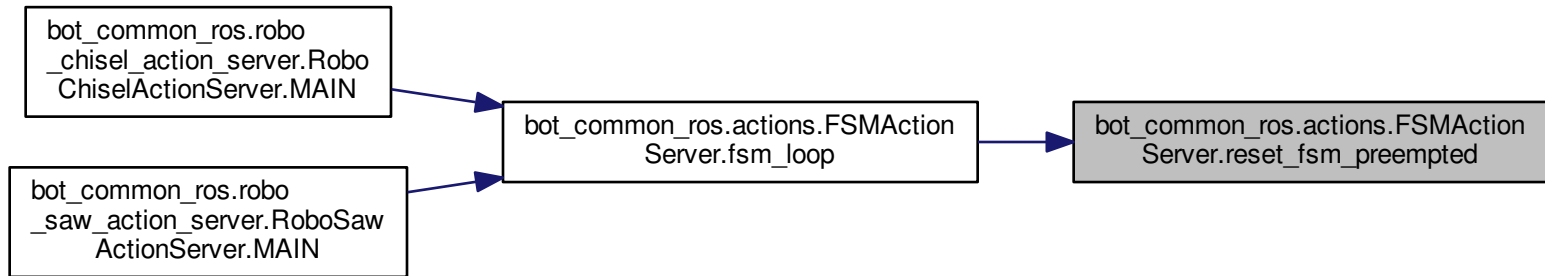 bot_common_ros.robo
_chisel_action_server.Robo
ChiselActionServer.MAIN
bot_common_ros.actions.FSMAction
Server.fsm_loop
bot_common_ros.actions.FSMAction
Server.reset_fsm_preempted
bot_common_ros.robo
_saw_action_server.RoboSaw
ActionServer.MAIN